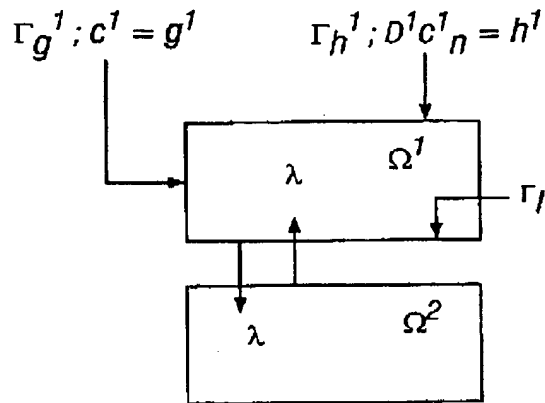 Γg¹ ; c¹ = g¹
Γh¹ ; D¹c¹n = h¹
Ω¹
λ
ΓI
λ
Ω²